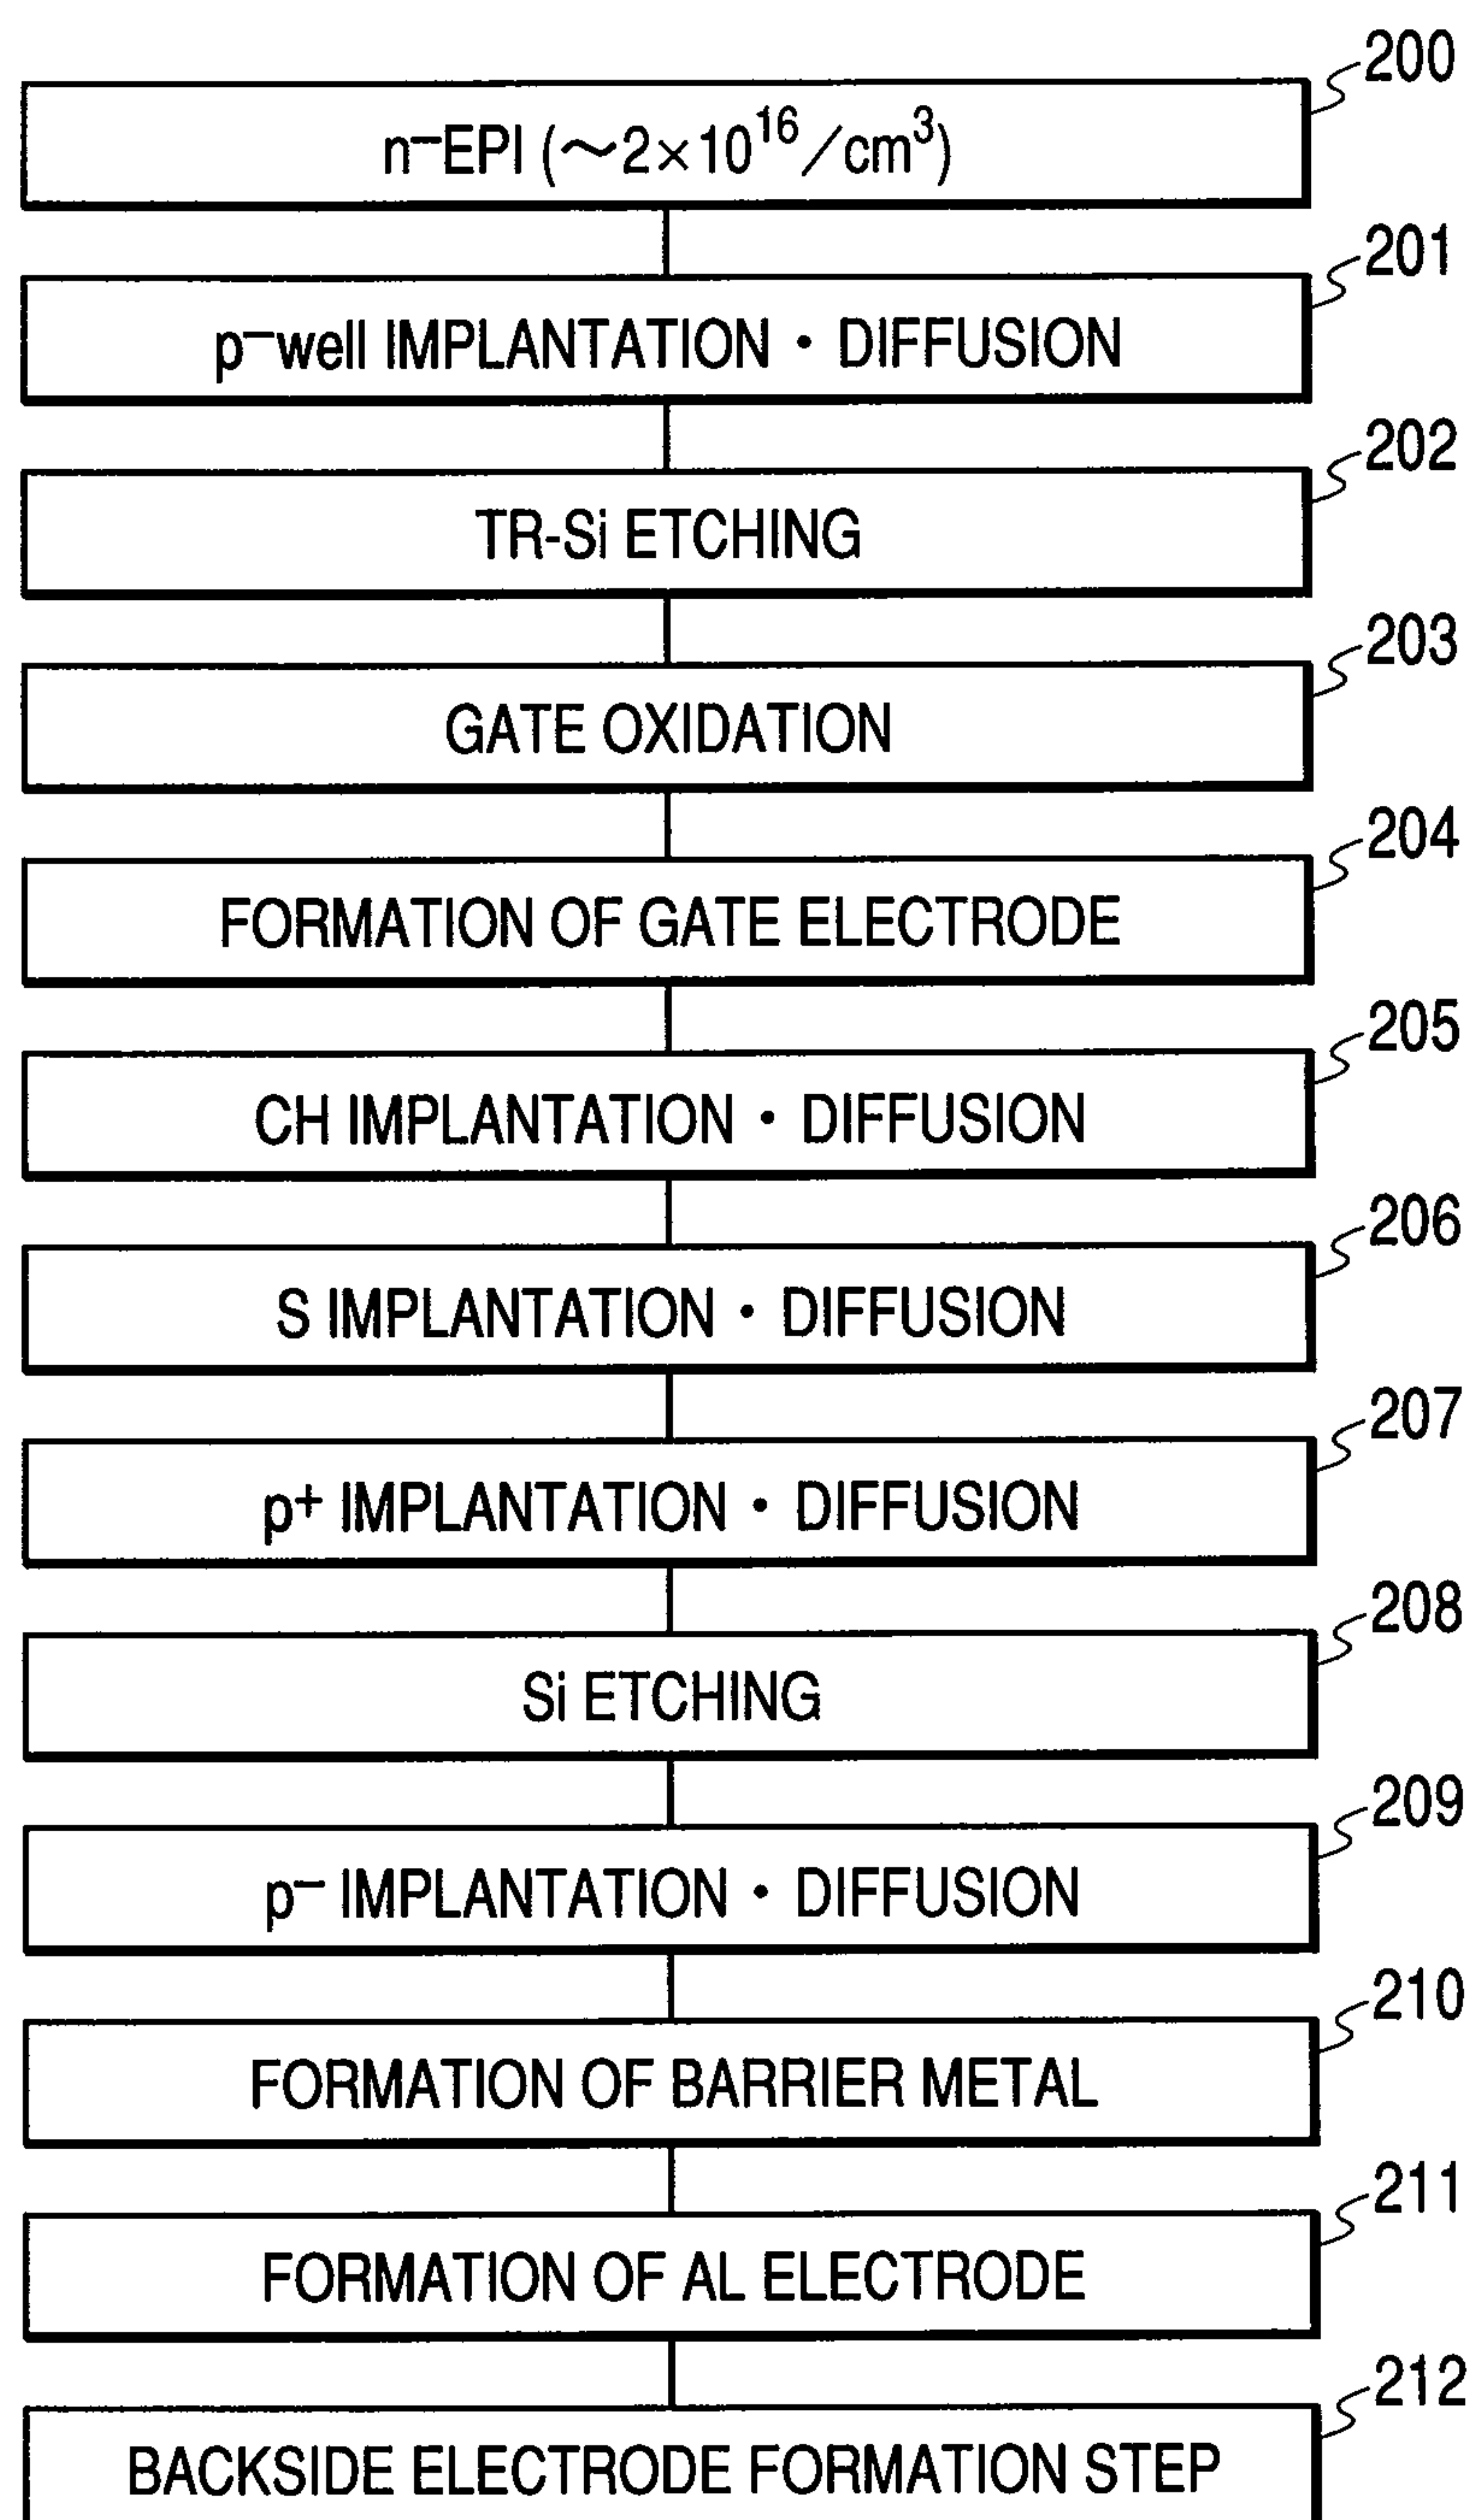 200
n⁻EPI (～2×10¹⁶/cm³)
201
p⁻well IMPLANTATION • DIFFUSION
202
TR-Si ETCHING
203
GATE OXIDATION
204
FORMATION OF GATE ELECTRODE
205
CH IMPLANTATION • DIFFUSION
206
S IMPLANTATION • DIFFUSION
207
p⁺ IMPLANTATION • DIFFUSION
208
Si ETCHING
209
p⁻ IMPLANTATION • DIFFUSION
210
FORMATION OF BARRIER METAL
211
FORMATION OF AL ELECTRODE
212
BACKSIDE ELECTRODE FORMATION STEP